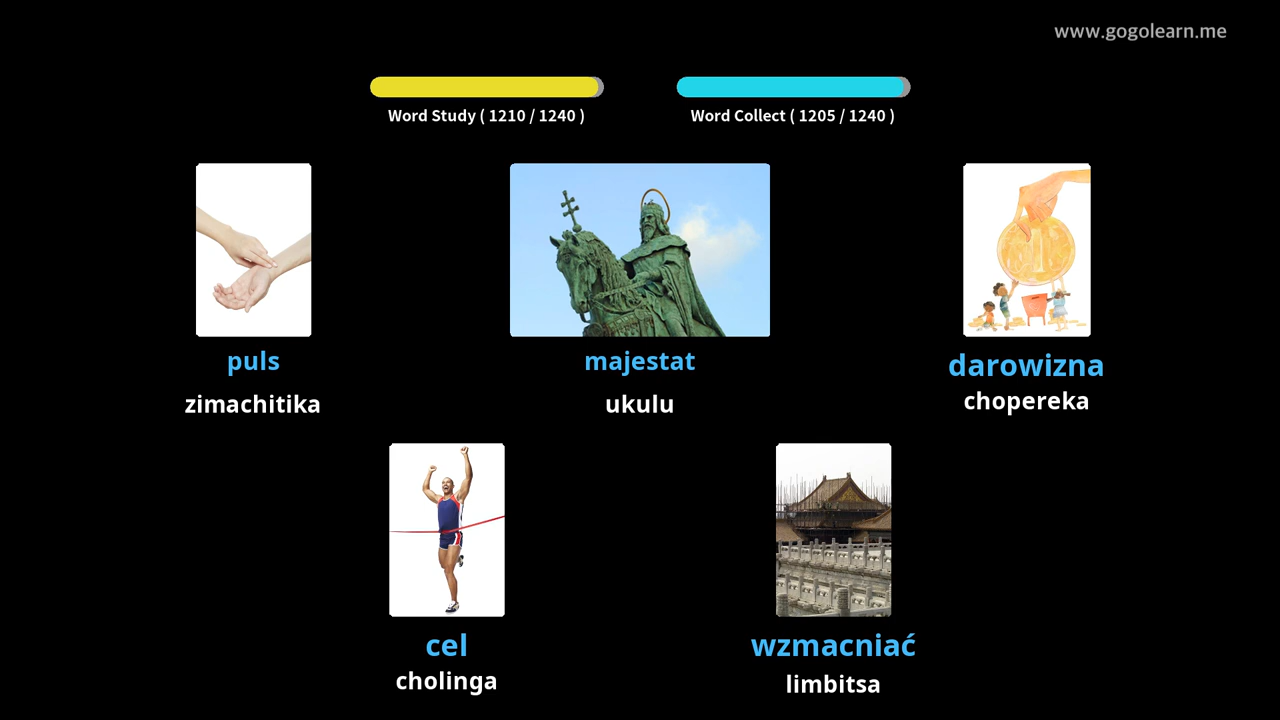 www.gogolearn.me
Word Study ( 1210 / 1240 )
Word Collect ( 1205 / 1240 )
puls
majestat
darowizna
zimachitika
ukulu
chopereka
cel
wzmacniać
cholinga
limbitsa